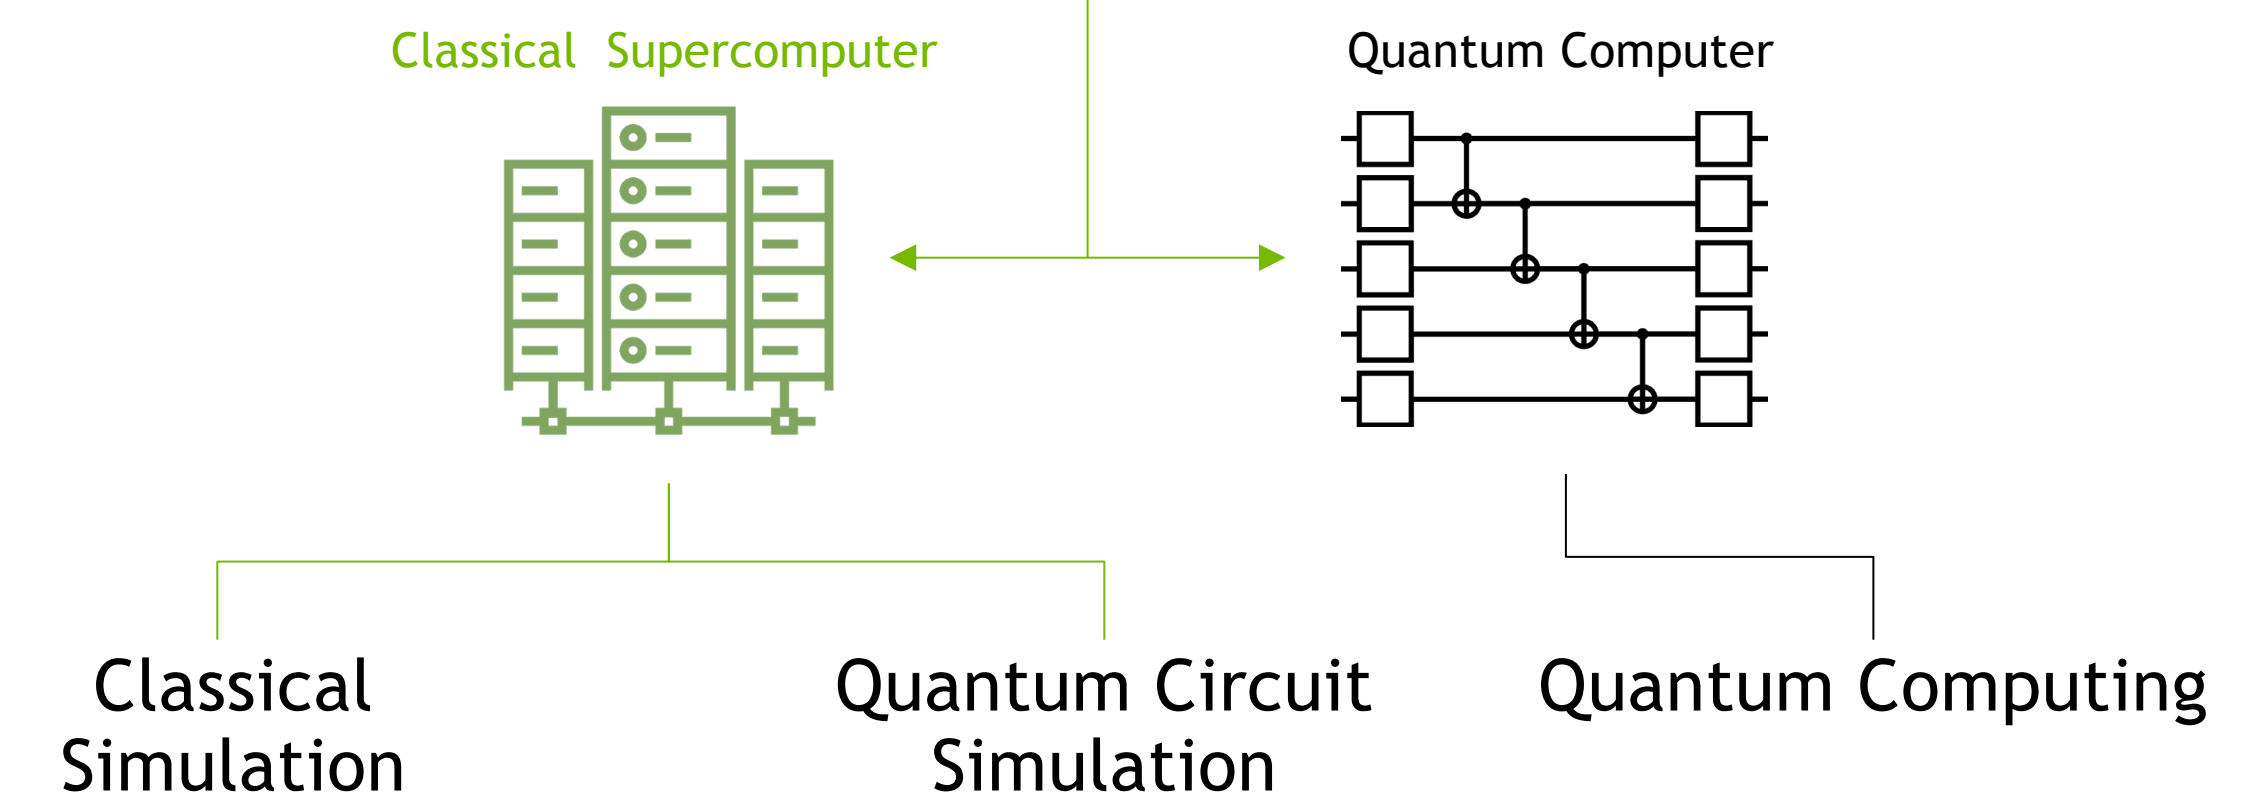 Classical Supercomputer
Quantum Computer
Classical
Simulation
Quantum Circuit
Simulation
Quantum Computing